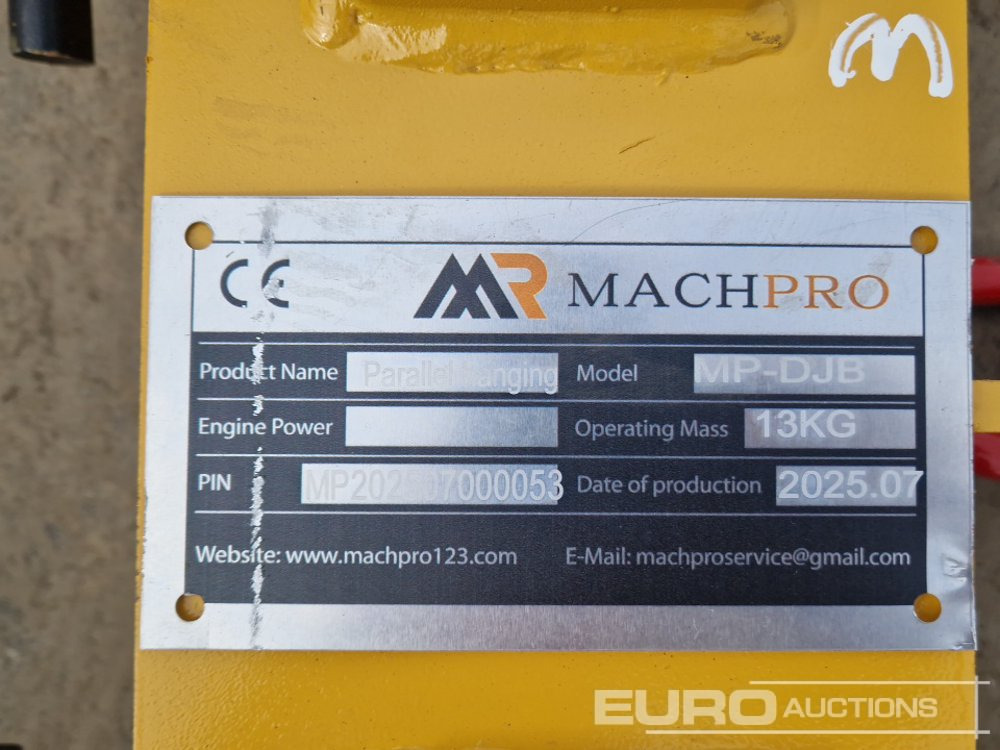 m
CE MR MACHPRO
Product Name Parallel Hanging Model MP-DJB
Engine Power Operating Mass 13KG
PIN MP202507000053 Date of production 2025.07
Website: www.machpro123.com E-Mail: machproservice@gmail.com
EURO AUCTIONS